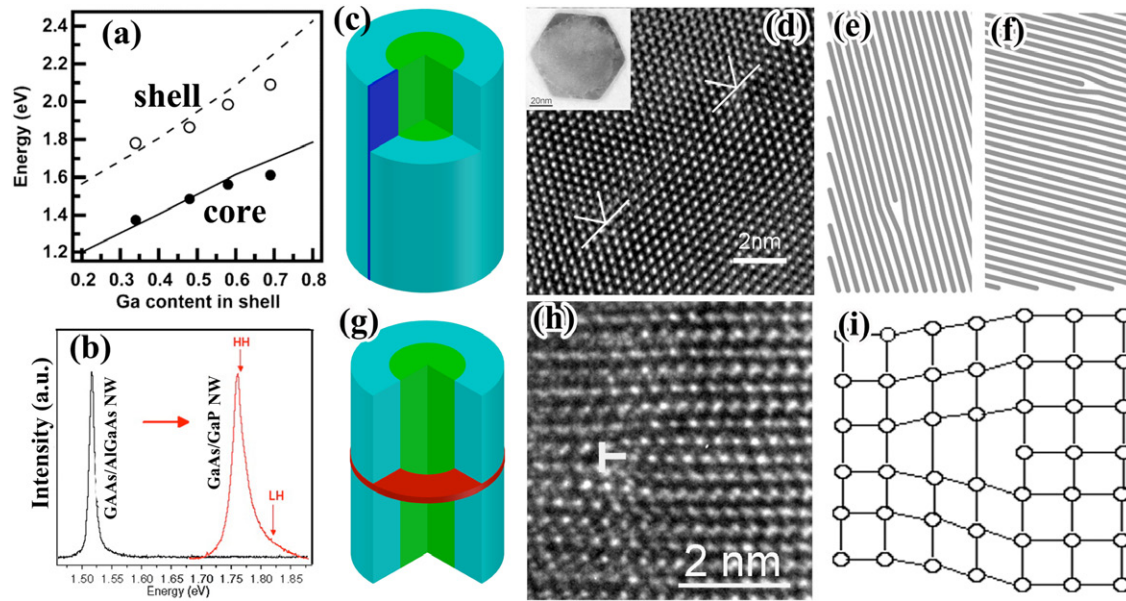 (a)
2.4
2.2
2.0
1.8
1.6
1.4
1.2
Energy (eV)
shell
core
0.2 0.3 0.4 0.5 0.6 0.7 0.8
Ga content in shell
(b)
Intensity (a.u.)
GAAs/AlGaAs NW
GaAs/GaP NW
HH
LH
1.50 1.55 1.60 1.65 1.70 1.75 1.80 1.85
Energy (eV)
(c)
(d)
20nm
2nm
(e)
(f)
(g)
(h)
2 nm
(i)